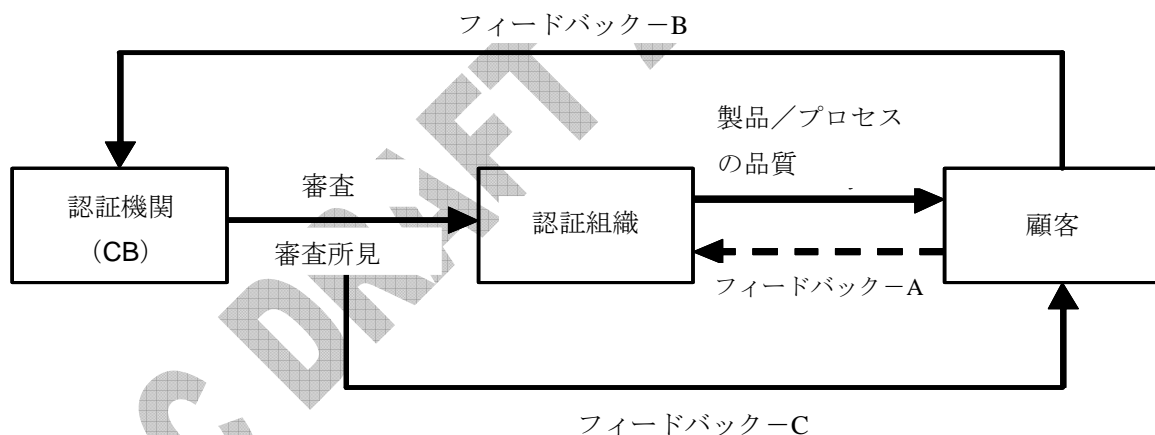 フィードバック－B
製品／プロセス
の品質
認証機関
（CB）
審査
審査所見
認証組織
顧客
フィードバック－A
フィードバック－C
C DRAFT